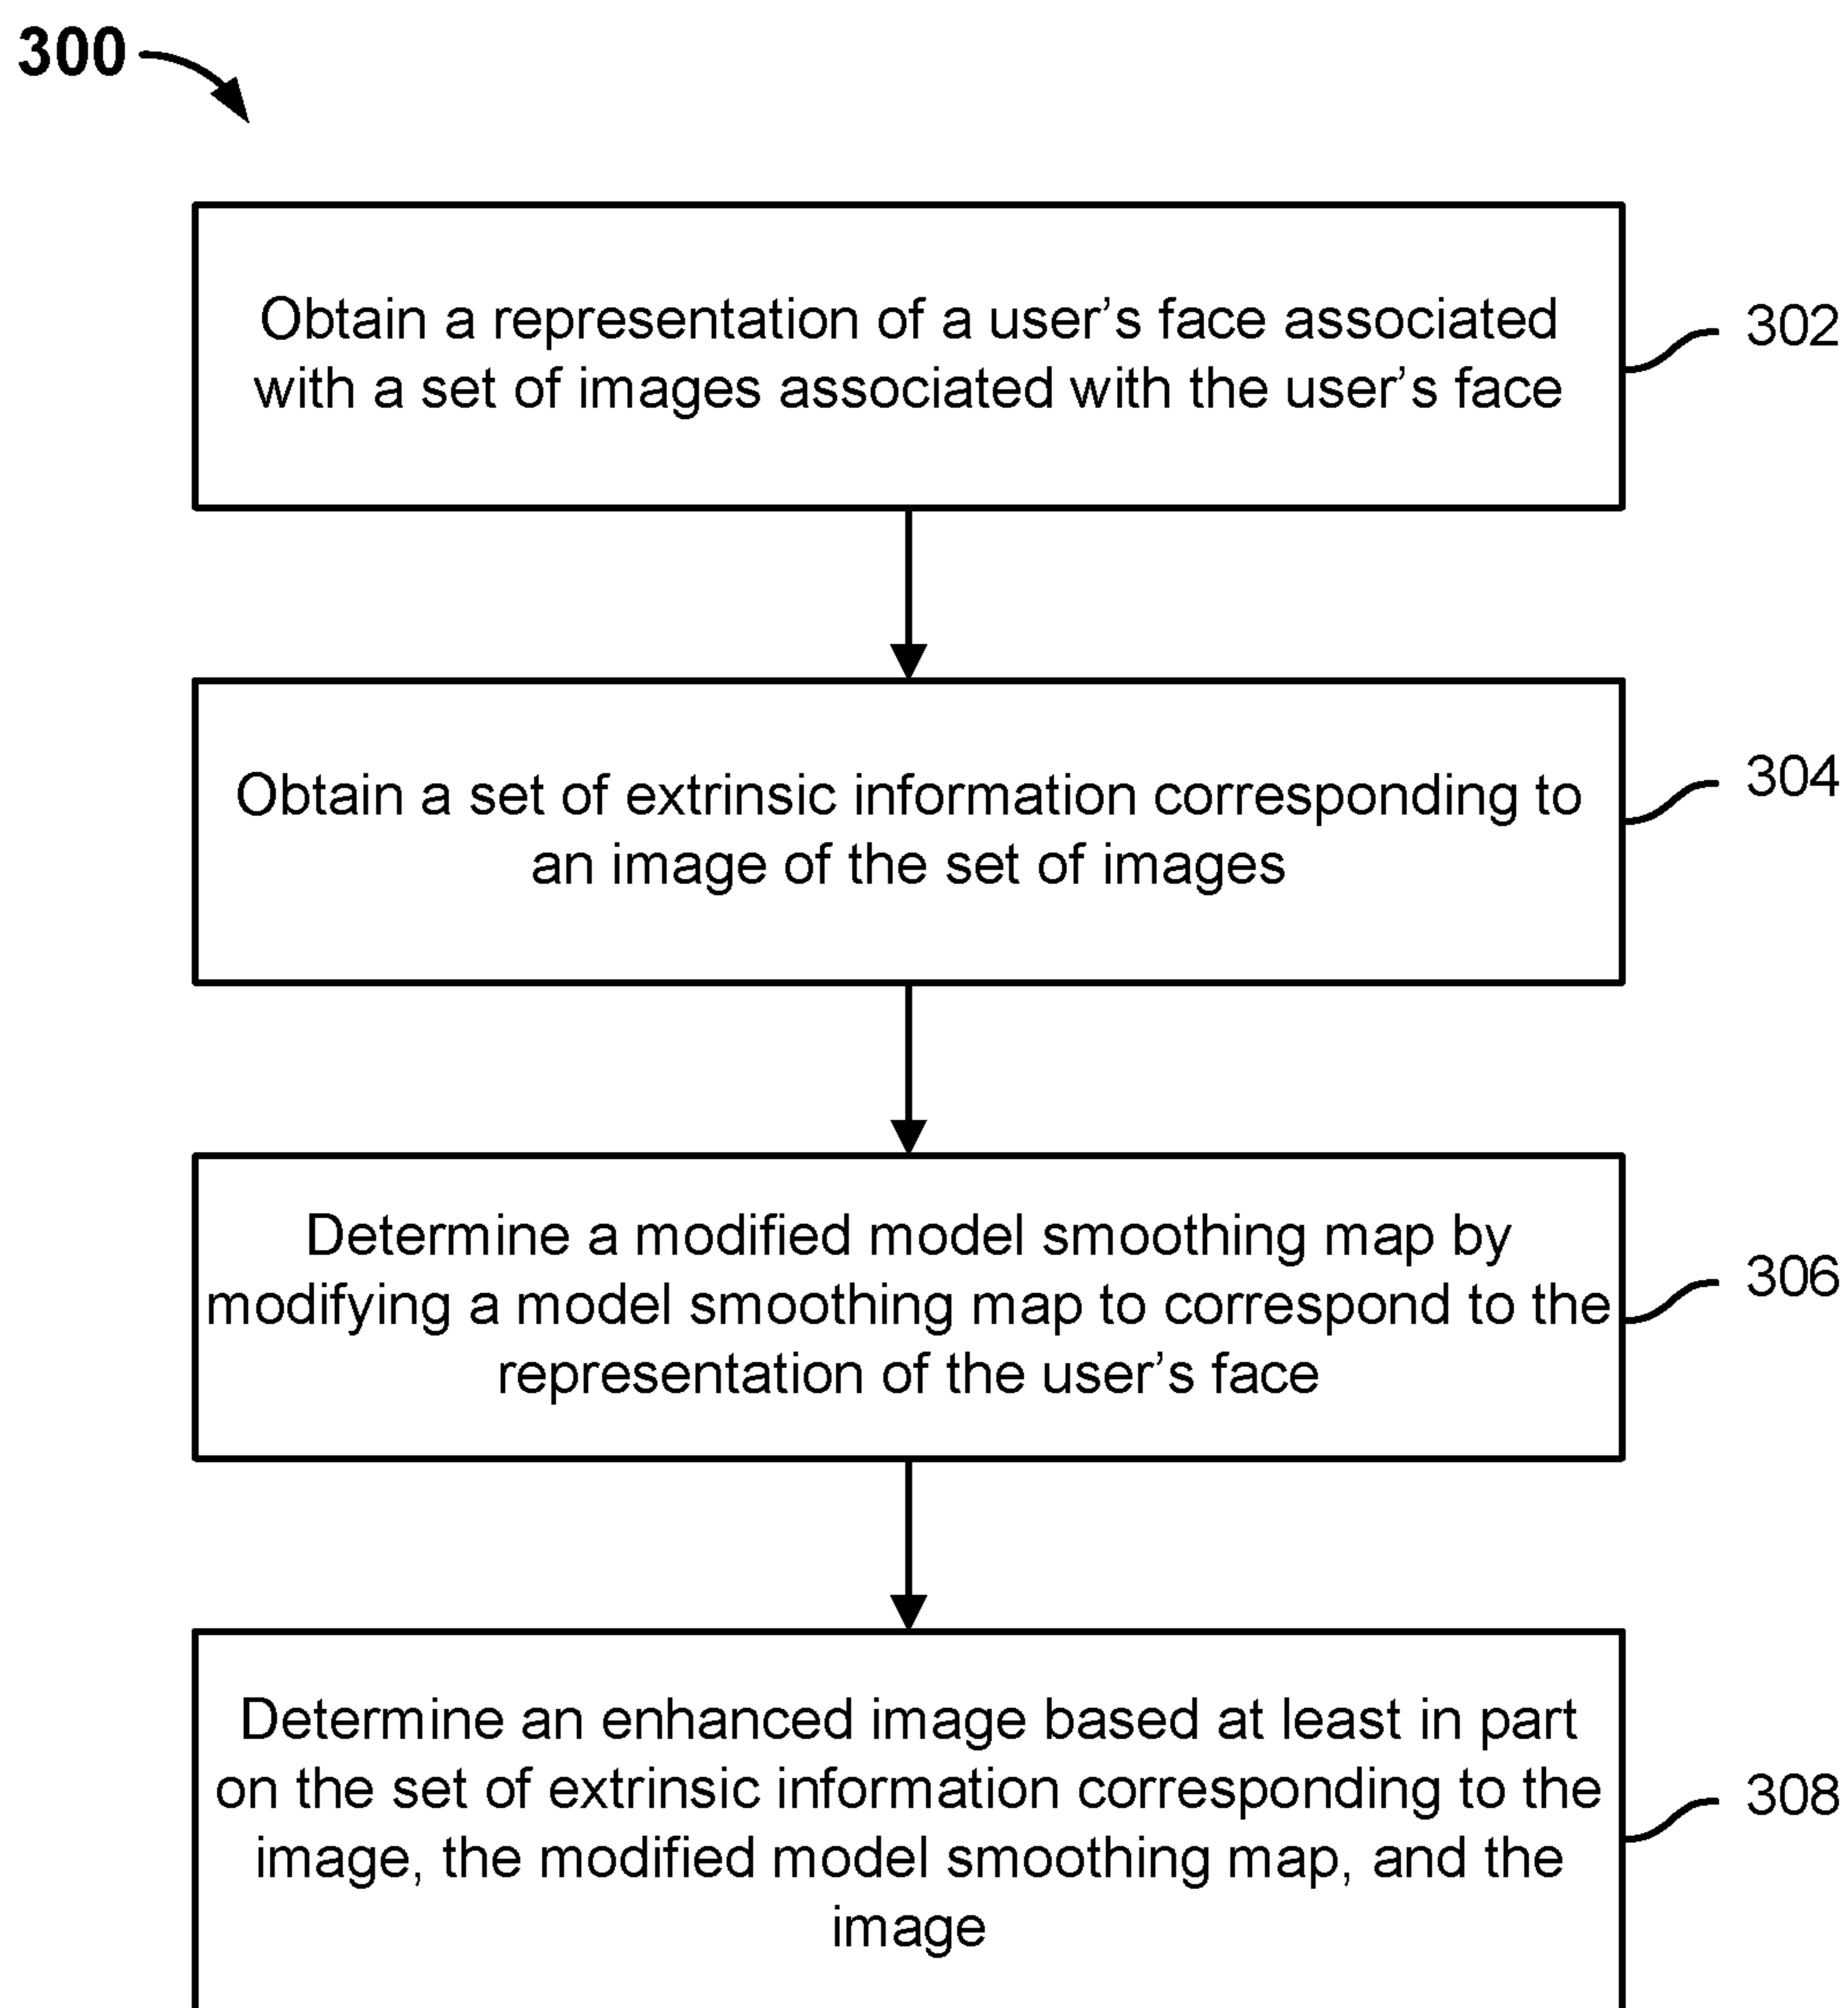 300
Obtain a representation of a user’s face associated
with a set of images associated with the user’s face
302
Obtain a set of extrinsic information corresponding to
an image of the set of images
304
Determine a modified model smoothing map by
modifying a model smoothing map to correspond to the
representation of the user’s face
306
Determine an enhanced image based at least in part
on the set of extrinsic information corresponding to the
image, the modified model smoothing map, and the
image
308